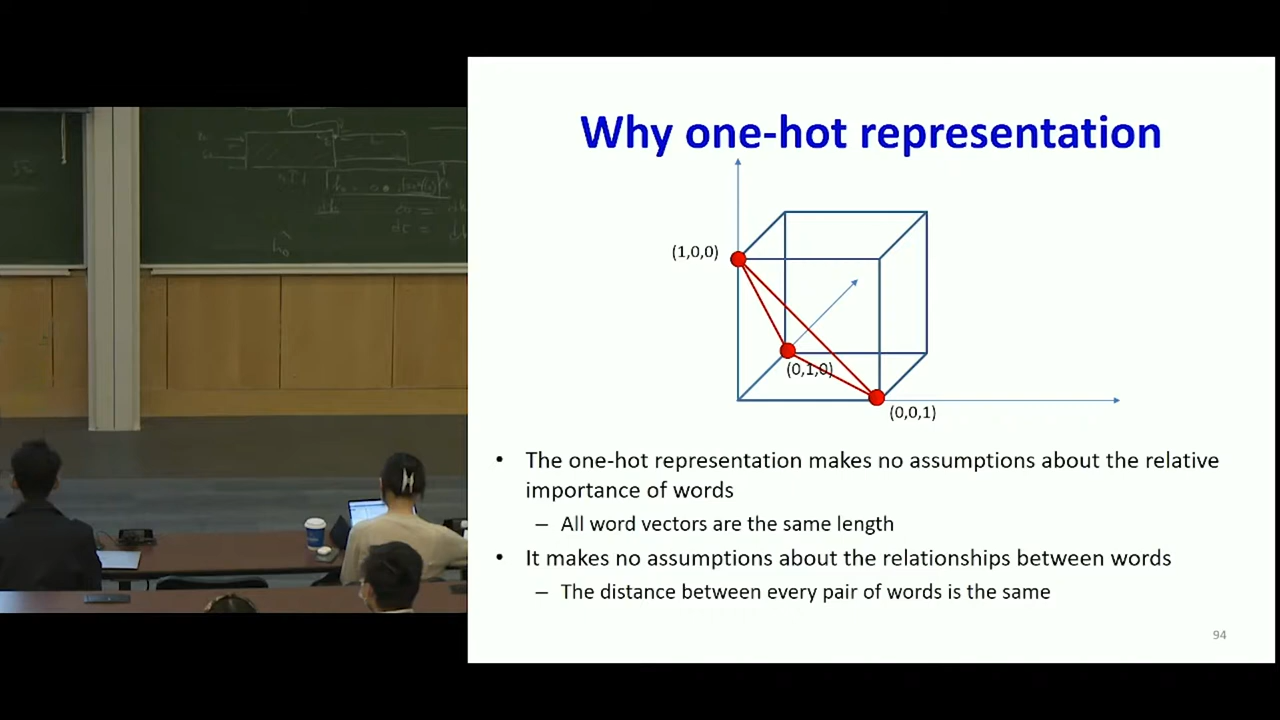 Why one-hot representation
(1,0,0)
(0,1,0)
(0,0,1)
• The one-hot representation makes no assumptions about the relative
importance of words
– All word vectors are the same length
• It makes no assumptions about the relationships between words
– The distance between every pair of words is the same
94